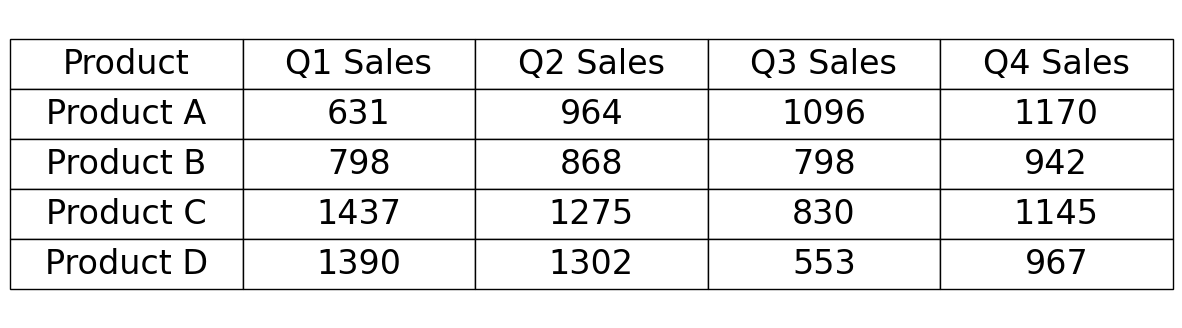 Product Q1 Sales Q2 Sales Q3 Sales Q4 Sales
Product A 631 964 1096 1170
Product B 798 868 798 942
Product C 1437 1275 830 1145
Product D 1390 1302 553 967